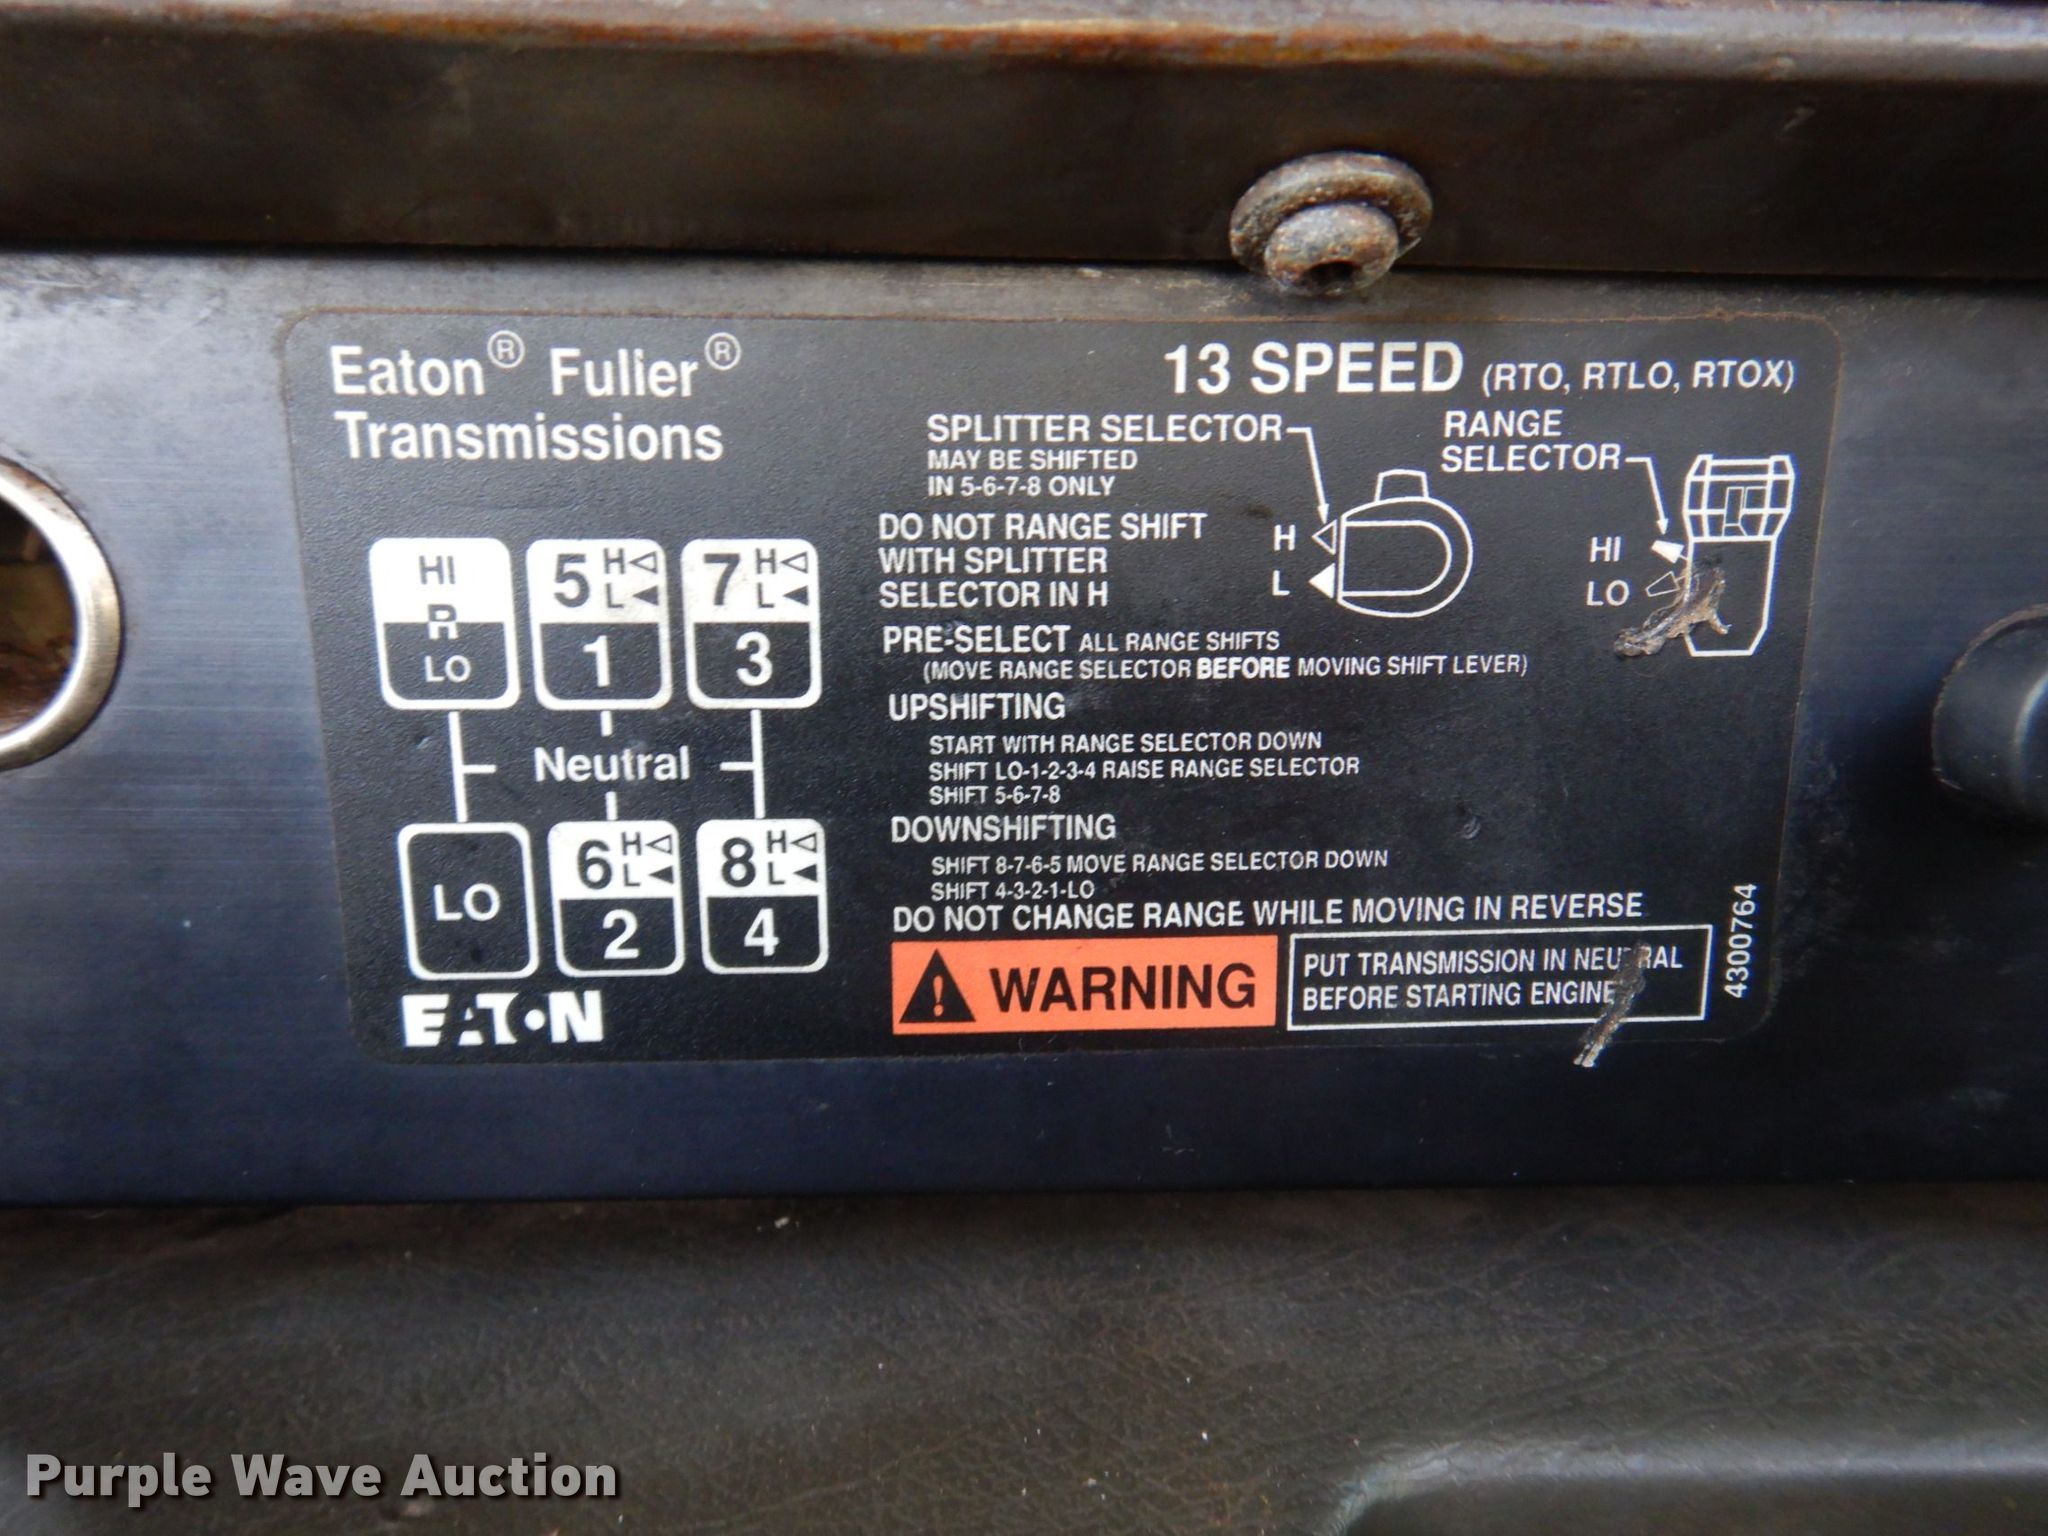 Eaton® Fuller®
Transmissions
13 SPEED (RTO, RTLO, RTOX)
SPLITTER SELECTOR
MAY BE SHIFTED
IN 5-6-7-8 ONLY
RANGE
SELECTOR
H
L
HI
LO
DO NOT RANGE SHIFT
WITH SPLITTER
SELECTOR IN H
PRE-SELECT ALL RANGE SHIFTS
(MOVE RANGE SELECTOR BEFORE MOVING SHIFT LEVER)
UPSHIFTING
START WITH RANGE SELECTOR DOWN
SHIFT LO-1-2-3-4 RAISE RANGE SELECTOR
SHIFT 5-6-7-8
DOWNSHIFTING
SHIFT 8-7-6-5 MOVE RANGE SELECTOR DOWN
SHIFT 4-3-2-1-LO
DO NOT CHANGE RANGE WHILE MOVING IN REVERSE
WARNING
PUT TRANSMISSION IN NEUTRAL
BEFORE STARTING ENGINE
4300764
HI
R
LO
5 H
L
1
7 H
L
3
Neutral
LO
6 H
L
2
8 H
L
4
EATON
Purple Wave Auction